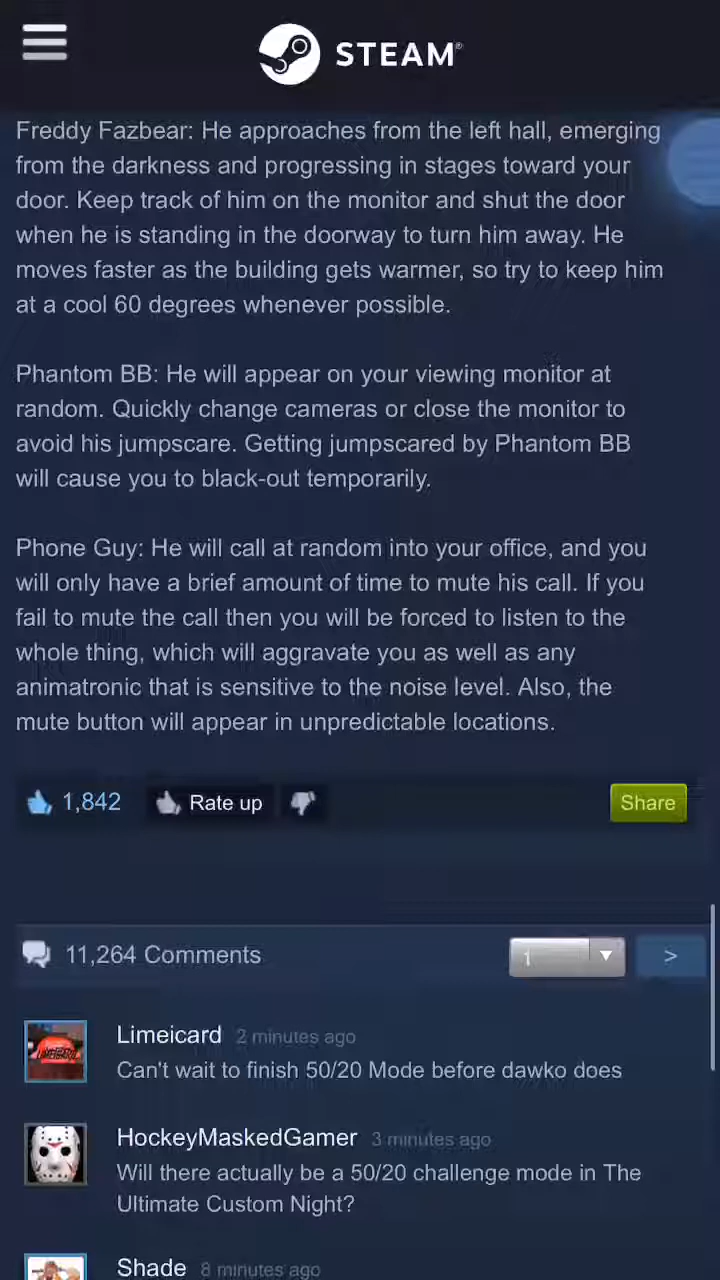 STEAM®
Freddy Fazbear: He approaches from the left hall, emerging
from the darkness and progressing in stages toward your
door. Keep track of him on the monitor and shut the door
when he is standing in the doorway to turn him away. He
moves faster as the building gets warmer, so try to keep him
at a cool 60 degrees whenever possible.
Phantom BB: He will appear on your viewing monitor at
random. Quickly change cameras or close the monitor to
avoid his jumpscare. Getting jumpscared by Phantom BB
will cause you to black-out temporarily.
Phone Guy: He will call at random into your office, and you
will only have a brief amount of time to mute his call. If you
fail to mute the call then you will be forced to listen to the
whole thing, which will aggravate you as well as any
animatronic that is sensitive to the noise level. Also, the
mute button will appear in unpredictable locations.
1,842 Rate up Share
11,264 Comments 1 >
Limeicard 2 minutes ago
Can't wait to finish 50/20 Mode before dawko does
HockeyMaskedGamer 3 minutes ago
Will there actually be a 50/20 challenge mode in The
Ultimate Custom Night?
Shade 8 minutes ago